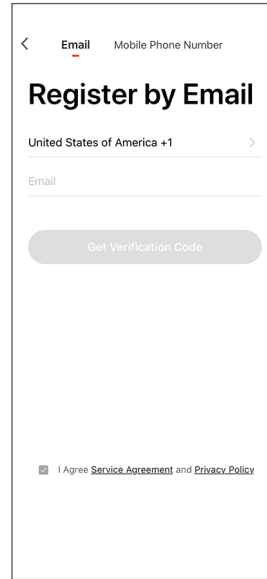 Email Mobile Phone Number
Register by Email
United States of America +1
Email
Get Verification Code
I Agree Service Agreement and Privacy Policy